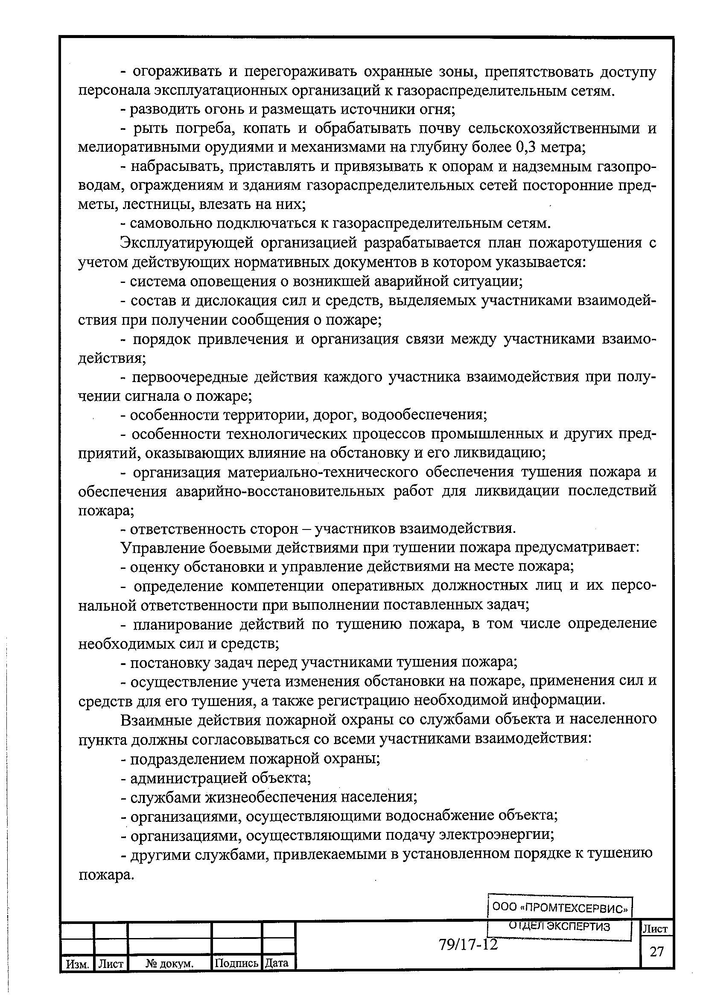 - огораживать и перегораживать охранные зоны, препятствовать доступу
персонала эксплуатационных организаций к газораспределительным сетям.
- разводить огонь и размещать источники огня;
- рыть погреба, копать и обрабатывать почву сельскохозяйственными и
мелиоративными орудиями и механизмами на глубину более 0,3 метра;
- набрасывать, приставлять и привязывать к опорам и надземным газопро-
водам, ограждениям и зданиям газораспределительных сетей посторонние пред-
меты, лестницы, влезать на них;
- самовольно подключаться к газораспределительным сетям.
Эксплуатирующей организацией разрабатывается план пожаротушения с
учетом действующих нормативных документов в котором указывается:
- система оповещения о возникшей аварийной ситуации;
- состав и дислокация сил и средств, выделяемых участниками взаимодей-
ствия при получении сообщения о пожаре;
- порядок привлечения и организация связи между участниками взаимо-
действия;
- первоочередные действия каждого участника взаимодействия при полу-
чении сигнала о пожаре;
- особенности территории, дорог, водообеспечения;
- особенности технологических процессов промышленных и других пред-
приятий, оказывающих влияние на обстановку и его ликвидацию;
- организация материально-технического обеспечения тушения пожара и
обеспечения аварийно-восстановительных работ для ликвидации последствий
пожара;
- ответственность сторон – участников взаимодействия.
Управление боевыми действиями при тушении пожара предусматривает:
- оценку обстановки и управление действиями на месте пожара;
- определение компетенции оперативных должностных лиц и их персо-
нальной ответственности при выполнении поставленных задач;
- планирование действий по тушению пожара, в том числе определение
необходимых сил и средств;
- постановку задач перед участниками тушения пожара;
- осуществление учета изменения обстановки на пожаре, применения сил и
средств для его тушения, а также регистрацию необходимой информации.
Взаимные действия пожарной охраны со службами объекта и населенного
пункта должны согласовываться со всеми участниками взаимодействия:
- подразделением пожарной охраны;
- администрацией объекта;
- службами жизнеобеспечения населения;
- организациями, осуществляющими водоснабжение объекта;
- организациями, осуществляющими подачу электроэнергии;
- другими службами, привлекаемыми в установленном порядке к тушению
пожара.
ООО «ПРОМТЕХСЕРВИС»
ОТДЕЛ ЭКСПЕРТИЗ
79/17-12
Лист
27
Изм. Лист № докум. Подпись Дата